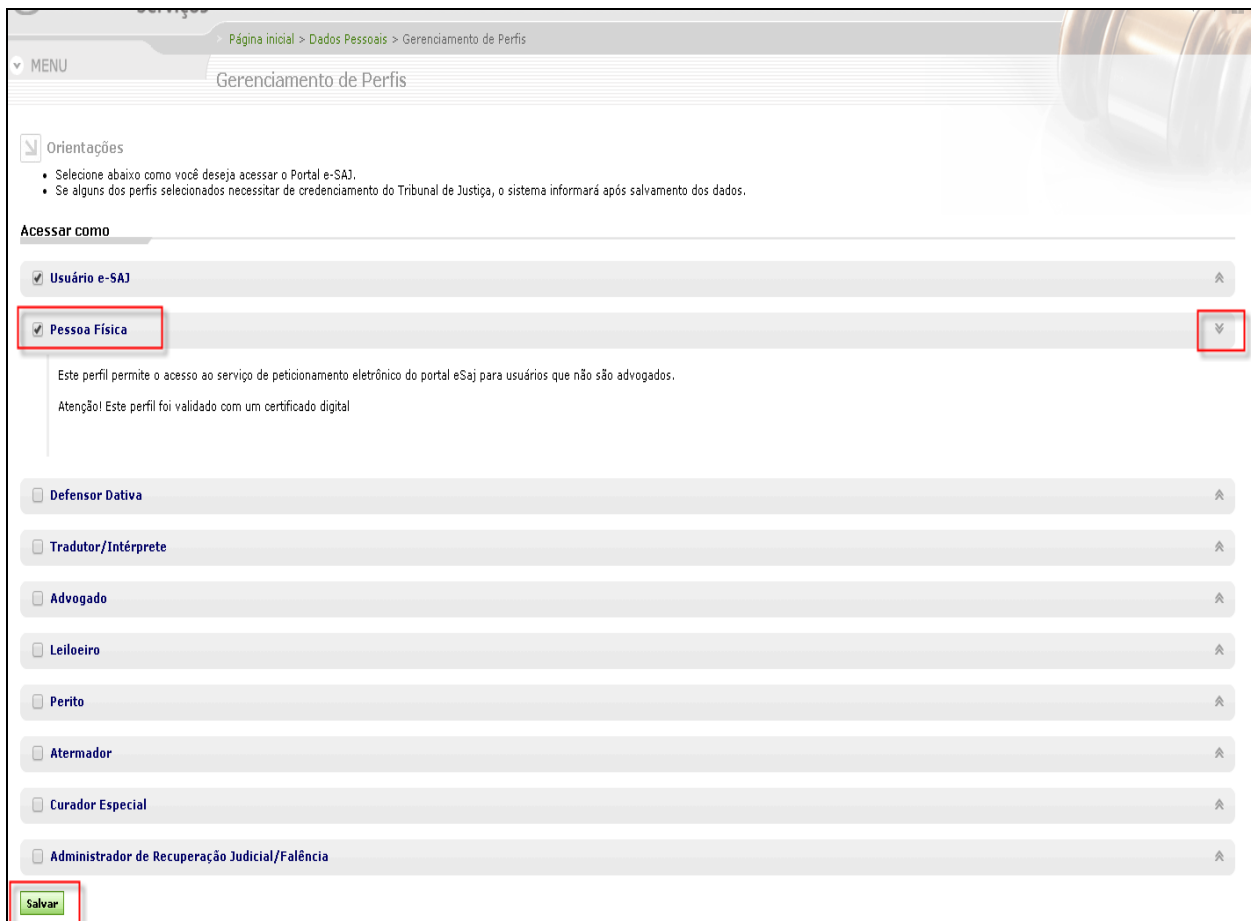 Página inicial > Dados Pessoais > Gerenciamento de Perfis
MENU
Gerenciamento de Perfis
Orientações
• Selecione abaixo como você deseja acessar o Portal e-SAJ.
• Se alguns dos perfis selecionados necessitar de credenciamento do Tribunal de Justiça, o sistema informará após salvamento dos dados.
Acessar como
Usuário e-SAJ
Pessoa Física
Este perfil permite o acesso ao serviço de peticionamento eletrônico do portal eSaj para usuários que não são advogados.
Atenção! Este perfil foi validado com um certificado digital
Defensor Dativa
Tradutor/Intérprete
Advogado
Leiloeiro
Perito
Atermador
Curador Especial
Administrador de Recuperação Judicial/Falência
Salvar